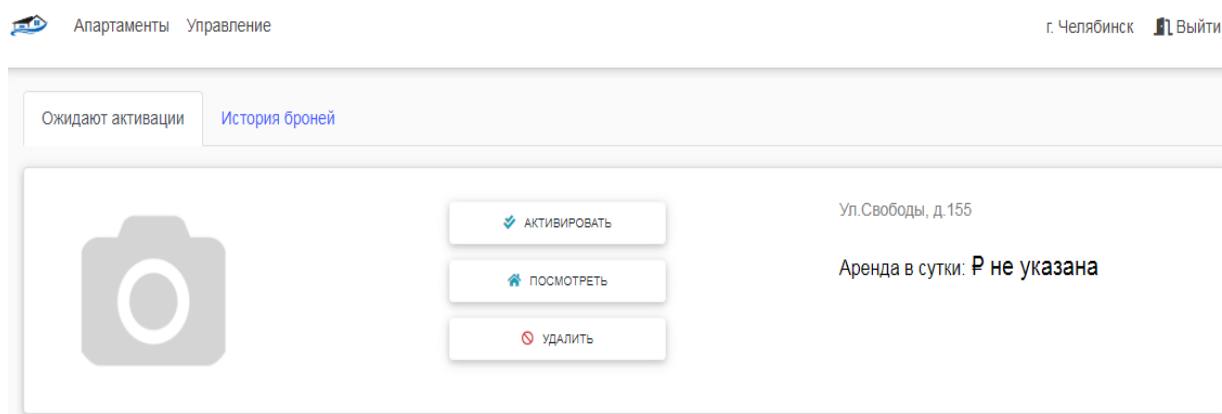 Апартаменты Управление г. Челябинск Выйти
Ожидают активации История броней
АКТИВИРОВАТЬ
ПОСМОТРЕТЬ
УДАЛИТЬ
Ул.Свободы, д.155
Аренда в сутки: ₽ не указана